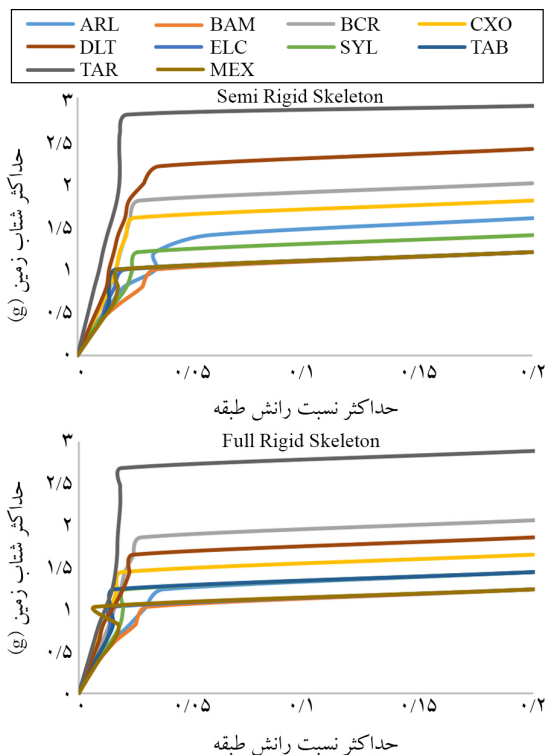 ARL BAM BCR CXO
DLT ELC SYL TAB
TAR MEX
Semi Rigid Skeleton
حداکثر شتاب زمین (g)
۳
۲/۵
۲
۱/۵
۱
۰/۵
۰
۰/۰۵ ۰/۱ ۰/۱۵ ۰/۲
حداکثر نسبت رانش طبقه
Full Rigid Skeleton
حداکثر شتاب زمین (g)
۳
۲/۵
۲
۱/۵
۱
۰/۵
۰
۰ ۰/۰۵ ۰/۱ ۰/۱۵ ۰/۲
حداکثر نسبت رانش طبقه